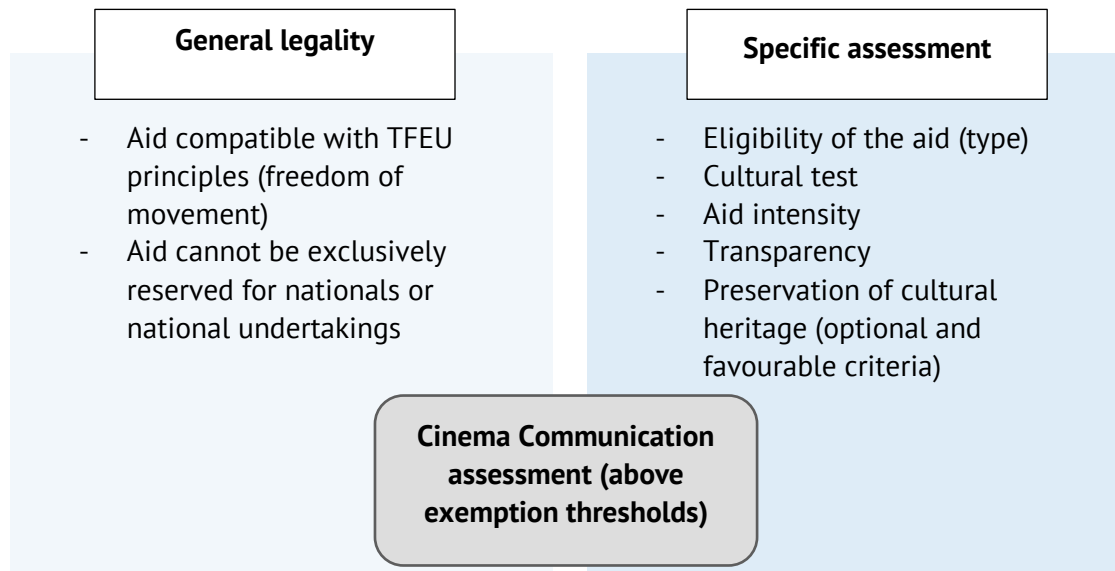 General legality
- Aid compatible with TFEU
principles (freedom of
movement)
- Aid cannot be exclusively
reserved for nationals or
national undertakings
Specific assessment
- Eligibility of the aid (type)
- Cultural test
- Aid intensity
- Transparency
- Preservation of cultural
heritage (optional and
favourable criteria)
Cinema Communication
assessment (above
exemption thresholds)